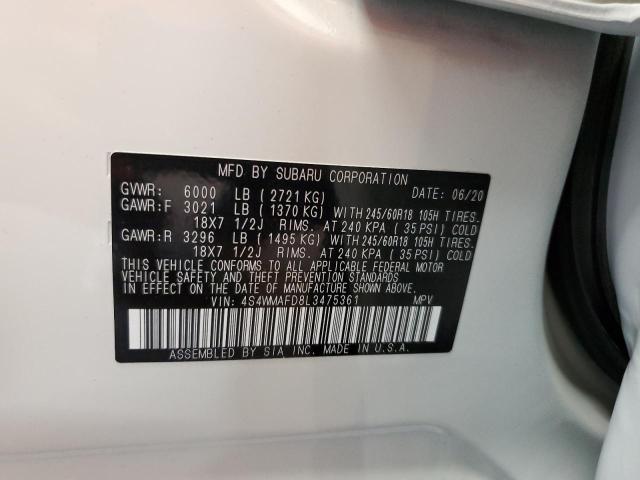 MFD BY SUBARU CORPORATION
GVWR: 6000 LB ( 2721 KG) DATE: 06/20
GAWR:F 3021 LB ( 1370 KG) WITH 245/60R18 105H TIRES.
18X7 1/2J RIMS. AT 240 KPA ( 35 PSI) COLD
GAWR:R 3296 LB ( 1495 KG) WITH 245/60R18 105H TIRES.
18X7 1/2J RIMS. AT 240 KPA ( 35 PSI) COLD
THIS VEHICLE CONFORMS TO ALL APPLICABLE FEDERAL MOTOR
VEHICLE SAFETY AND THEFT PREVENTION STANDARDS
IN EFFECT ON THE DATE OF MANUFACTURE SHOWN ABOVE.
VIN: 4S4WMAFD8L3475361 MPV
ASSEMBLED BY SIA INC. MADE IN U.S.A.